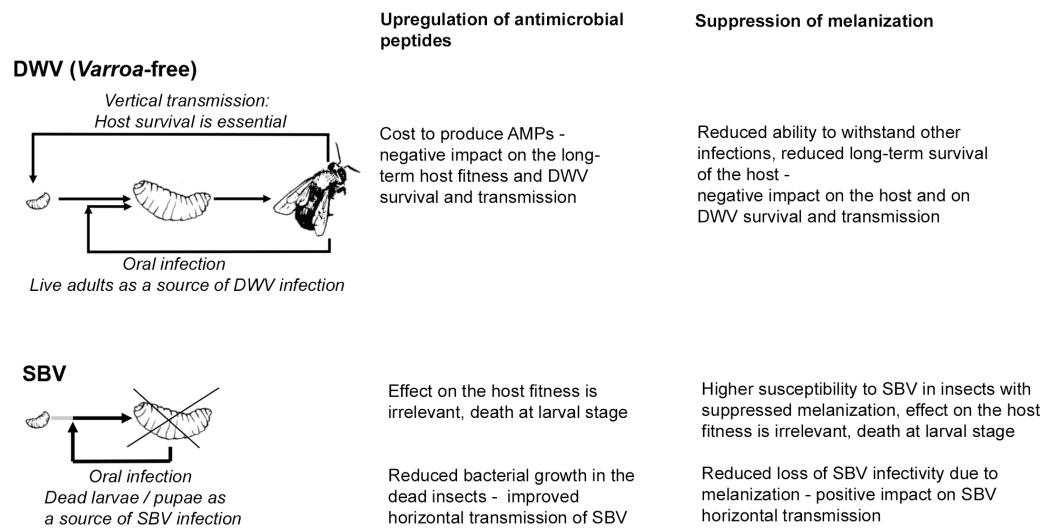 Upregulation of antimicrobial
peptides
Suppression of melanization
DWV (Varroa-free)
Vertical transmission:
Host survival is essential
Cost to produce AMPs -
negative impact on the long-
term host fitness and DWV
survival and transmission
Reduced ability to withstand other
infections, reduced long-term survival
of the host -
negative impact on the host and on
DWV survival and transmission
Oral infection
Live adults as a source of DWV infection
SBV
Effect on the host fitness is
irrelevant, death at larval stage
Higher susceptibility to SBV in insects with
suppressed melanization, effect on the host
fitness is irrelevant, death at larval stage
Oral infection
Dead larvae / pupae as
a source of SBV infection
Reduced bacterial growth in the
dead insects - improved
horizontal transmission of SBV
Reduced loss of SBV infectivity due to
melanization - positive impact on SBV
horizontal transmission